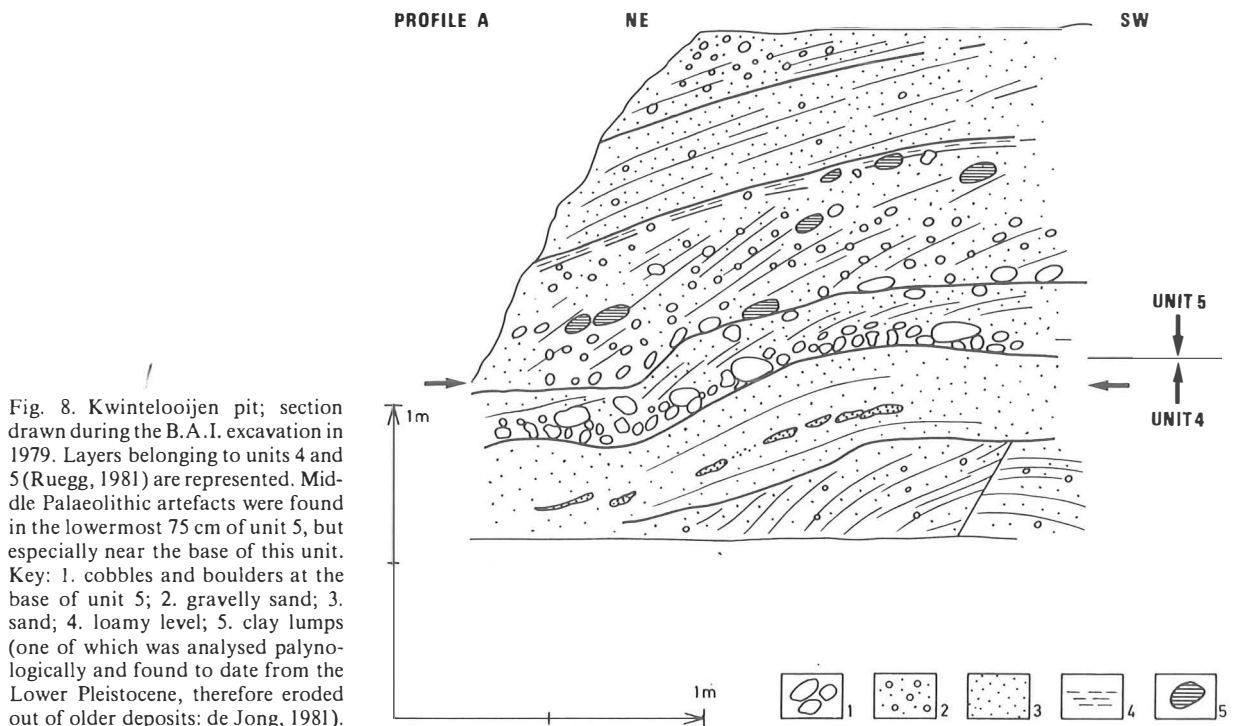 PROFILE A NE SW
UNIT 5
UNIT 4
1m
1m
1 2 3 4 5
Fig. 8. Kwintelooijen pit; section
drawn during the B.A.I. excavation in
1979. Layers belonging to units 4 and
5 (Ruegg, 1981) are represented. Mid-
dle Palaeolithic artefacts were found
in the lowermost 75 cm of unit 5, but
especially near the base of this unit.
Key: 1. cobbles and boulders at the
base of unit 5; 2. gravelly sand; 3.
sand; 4. loamy level; 5. clay lumps
(one of which was analysed palyno-
logically and found to date from the
Lower Pleistocene, therefore eroded
out of older deposits: de Jong, 1981).